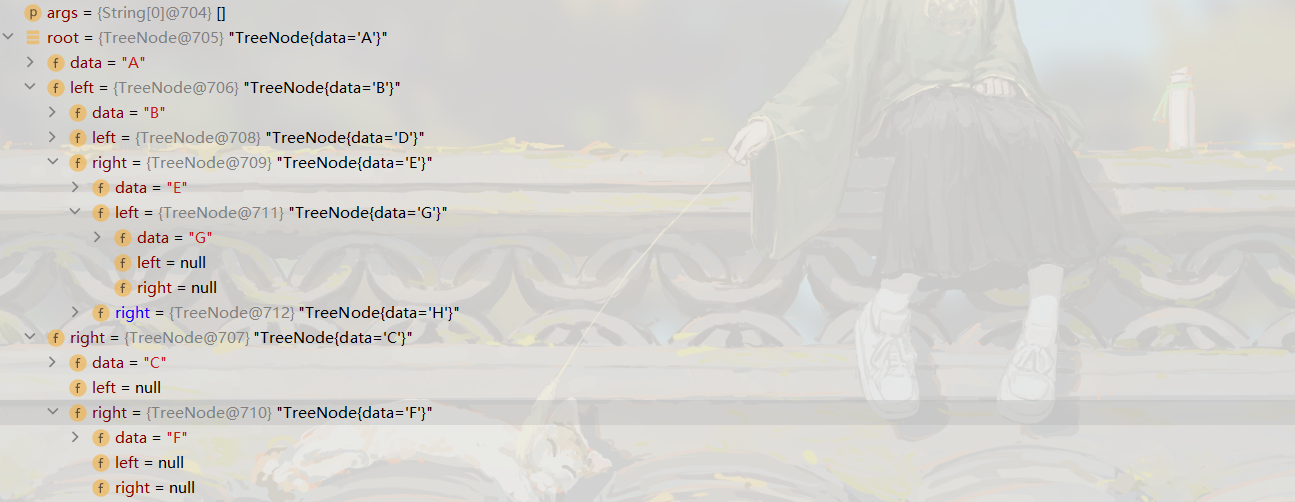 p args = {String[0]@704} []
root = {TreeNode@705} "TreeNode{data='A'}"
f data = "A"
f left = {TreeNode@706} "TreeNode{data='B'}"
f data = "B"
f left = {TreeNode@708} "TreeNode{data='D'}"
f right = {TreeNode@709} "TreeNode{data='E'}"
f data = "E"
f left = {TreeNode@711} "TreeNode{data='G'}"
f data = "G"
f left = null
f right = null
f right = {TreeNode@712} "TreeNode{data='H'}"
f right = {TreeNode@707} "TreeNode{data='C'}"
f data = "C"
f left = null
f right = {TreeNode@710} "TreeNode{data='F'}"
f data = "F"
f left = null
f right = null